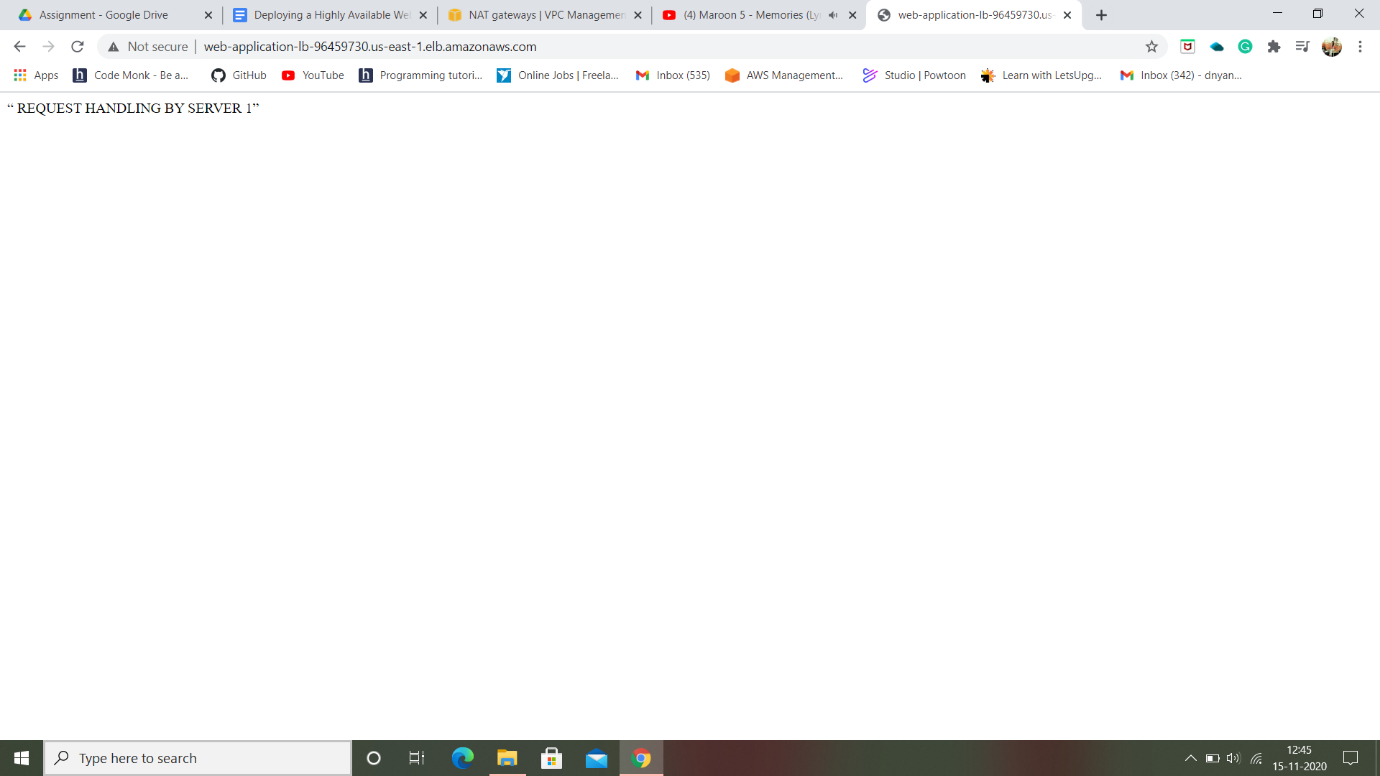 Assignment - Google Drive
Deploying a Highly Available We
NAT gateways | VPC Managemen
(4) Maroon 5 - Memories (Ly
web-application-lb-96459730.us-
Not secure | web-application-lb-96459730.us-east-1.elb.amazonaws.com
Apps Code Monk - Be a... GitHub YouTube Programming tutori... Online Jobs | Freela... Inbox (535) AWS Management... Studio | Powtoon Learn with LetsUpg... Inbox (342) - dnyan...
“ REQUEST HANDLING BY SERVER 1”
Type here to search
12:45
15-11-2020